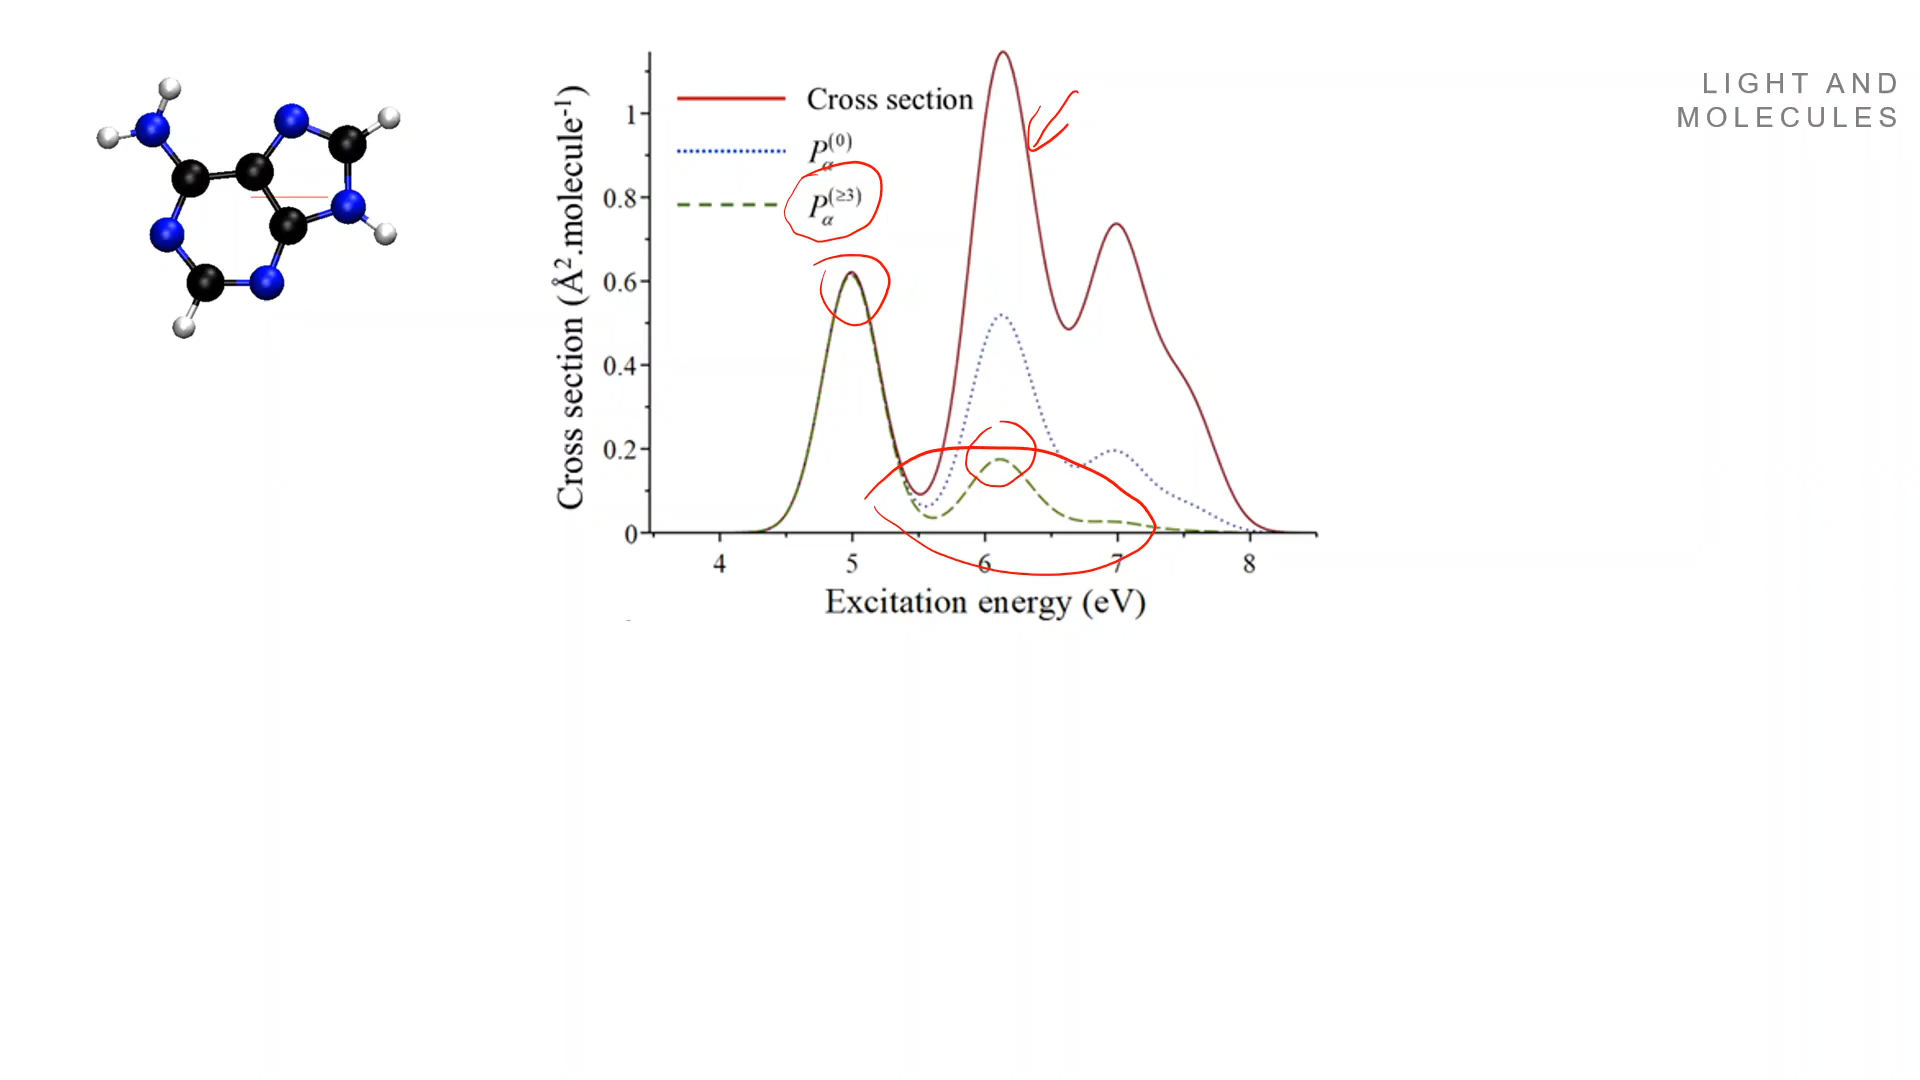 LIGHT AND
MOLECULES
Cross section
P_α^(0)
P_α^(≥3)
Cross section (Å².molecule⁻¹)
1
0.8
0.6
0.4
0.2
0
4 5 6 7 8
Excitation energy (eV)